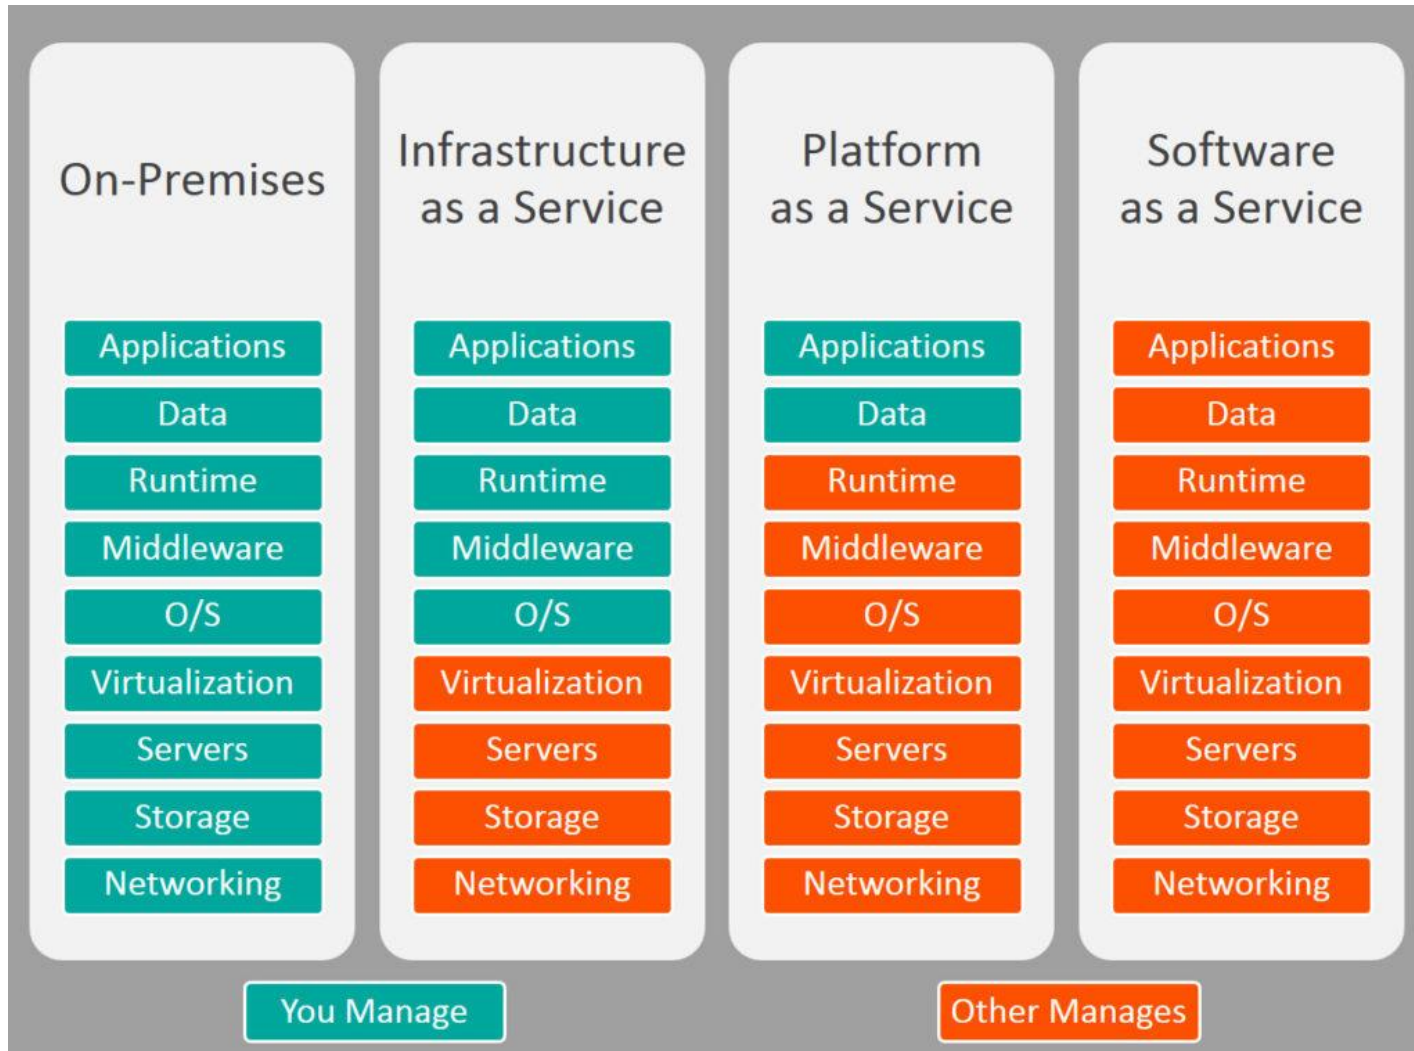 On-Premises
Applications
Data
Runtime
Middleware
O/S
Virtualization
Servers
Storage
Networking
Infrastructure
as a Service
Applications
Data
Runtime
Middleware
O/S
Virtualization
Servers
Storage
Networking
Platform
as a Service
Applications
Data
Runtime
Middleware
O/S
Virtualization
Servers
Storage
Networking
Software
as a Service
Applications
Data
Runtime
Middleware
O/S
Virtualization
Servers
Storage
Networking
You Manage
Other Manages